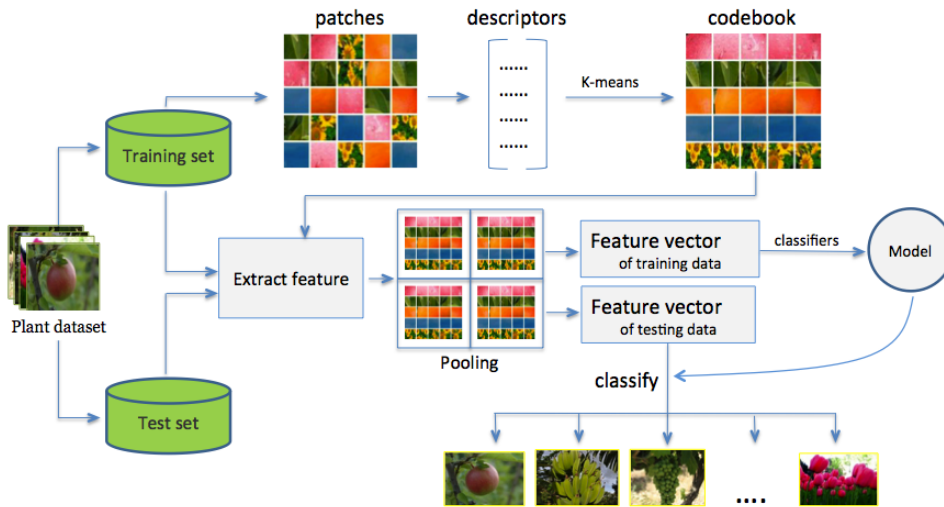 patches
descriptors
codebook
......
......
......
......
K-means
Training set
Plant dataset
Extract feature
Pooling
Feature vector
of training data
classifiers
Model
Feature vector
of testing data
classify
Test set
....